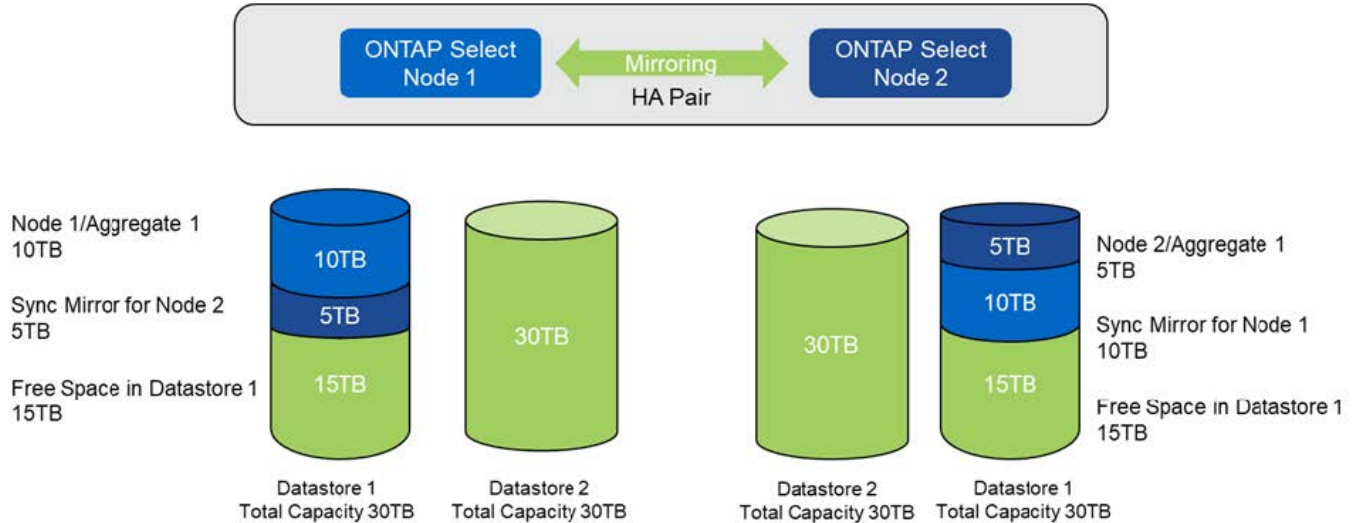 ONTAP Select
Node 1
Mirroring
HA Pair
ONTAP Select
Node 2
Node 1/Aggregate 1
10TB
Sync Mirror for Node 2
5TB
Free Space in Datastore 1
15TB
10TB
5TB
15TB
30TB
30TB
5TB
10TB
15TB
Node 2/Aggregate 1
5TB
Sync Mirror for Node 1
10TB
Free Space in Datastore 1
15TB
Datastore 1
Total Capacity 30TB
Datastore 2
Total Capacity 30TB
Datastore 2
Total Capacity 30TB
Datastore 1
Total Capacity 30TB